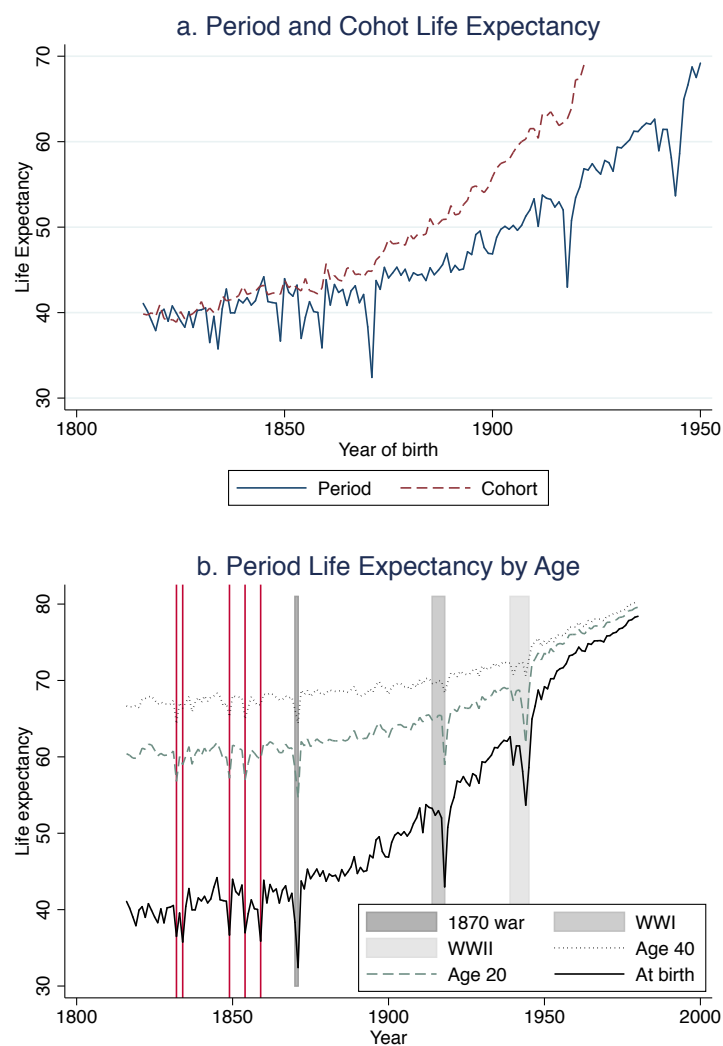 a. Period and Cohot Life Expectancy
Life Expectancy
70
60
50
40
30
1800
1850
1900
1950
Year of birth
Period
Cohort
b. Period Life Expectancy by Age
Life expectancy
80
70
60
50
40
30
1870 war
WWI
WWII
Age 40
Age 20
At birth
1800
1850
1900
1950
2000
Year